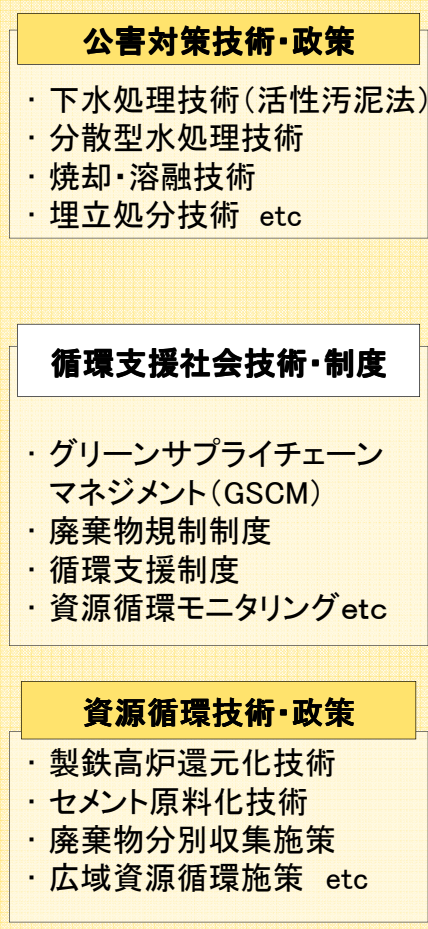 公害対策技術・政策
・下水処理技術（活性汚泥法）
・分散型水処理技術
・焼却・溶融技術
・埋立処分技術 etc
循環支援社会技術・制度
・グリーンサプライチェーン
マネジメント（GSCM）
・廃棄物規制制度
・循環支援制度
・資源循環モニタリングetc
資源循環技術・政策
・製鉄高炉還元化技術
・セメント原料化技術
・廃棄物分別収集施策
・広域資源循環施策 etc